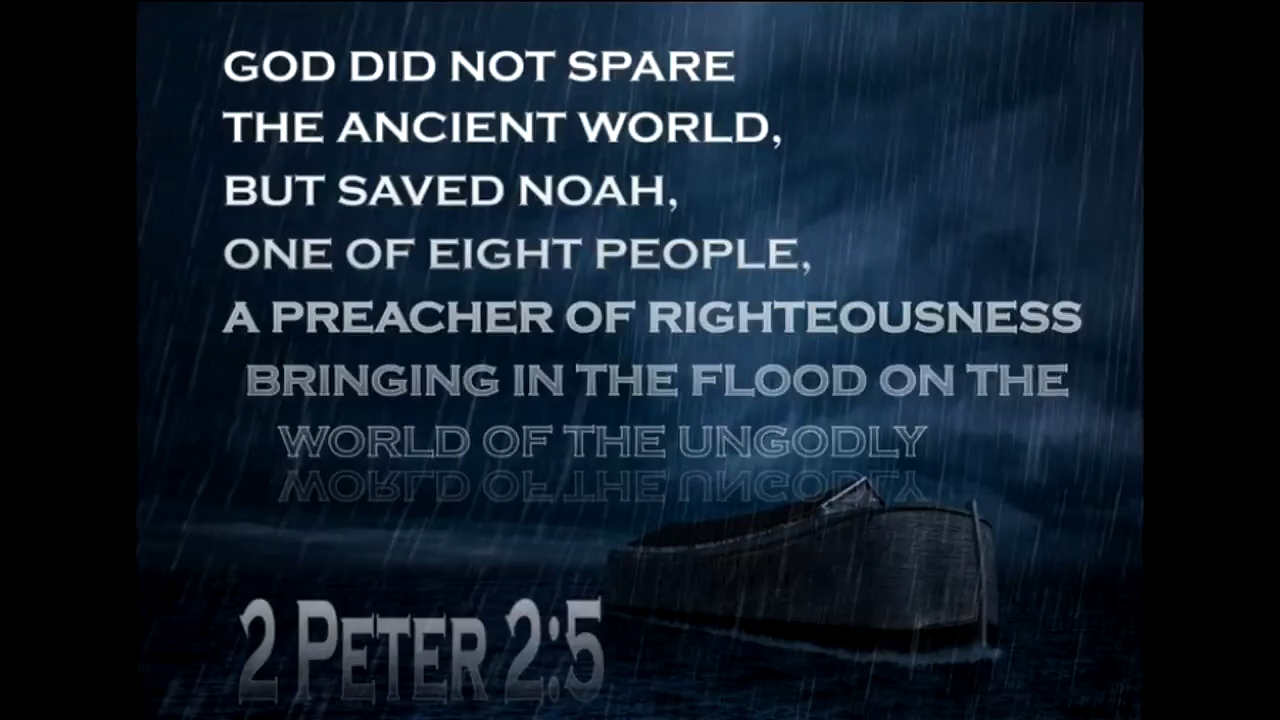 GOD DID NOT SPARE
THE ANCIENT WORLD,
BUT SAVED NOAH,
ONE OF EIGHT PEOPLE,
A PREACHER OF RIGHTEOUSNESS
BRINGING IN THE FLOOD ON THE
WORLD OF THE UNGODLY
2 PETER 2:5